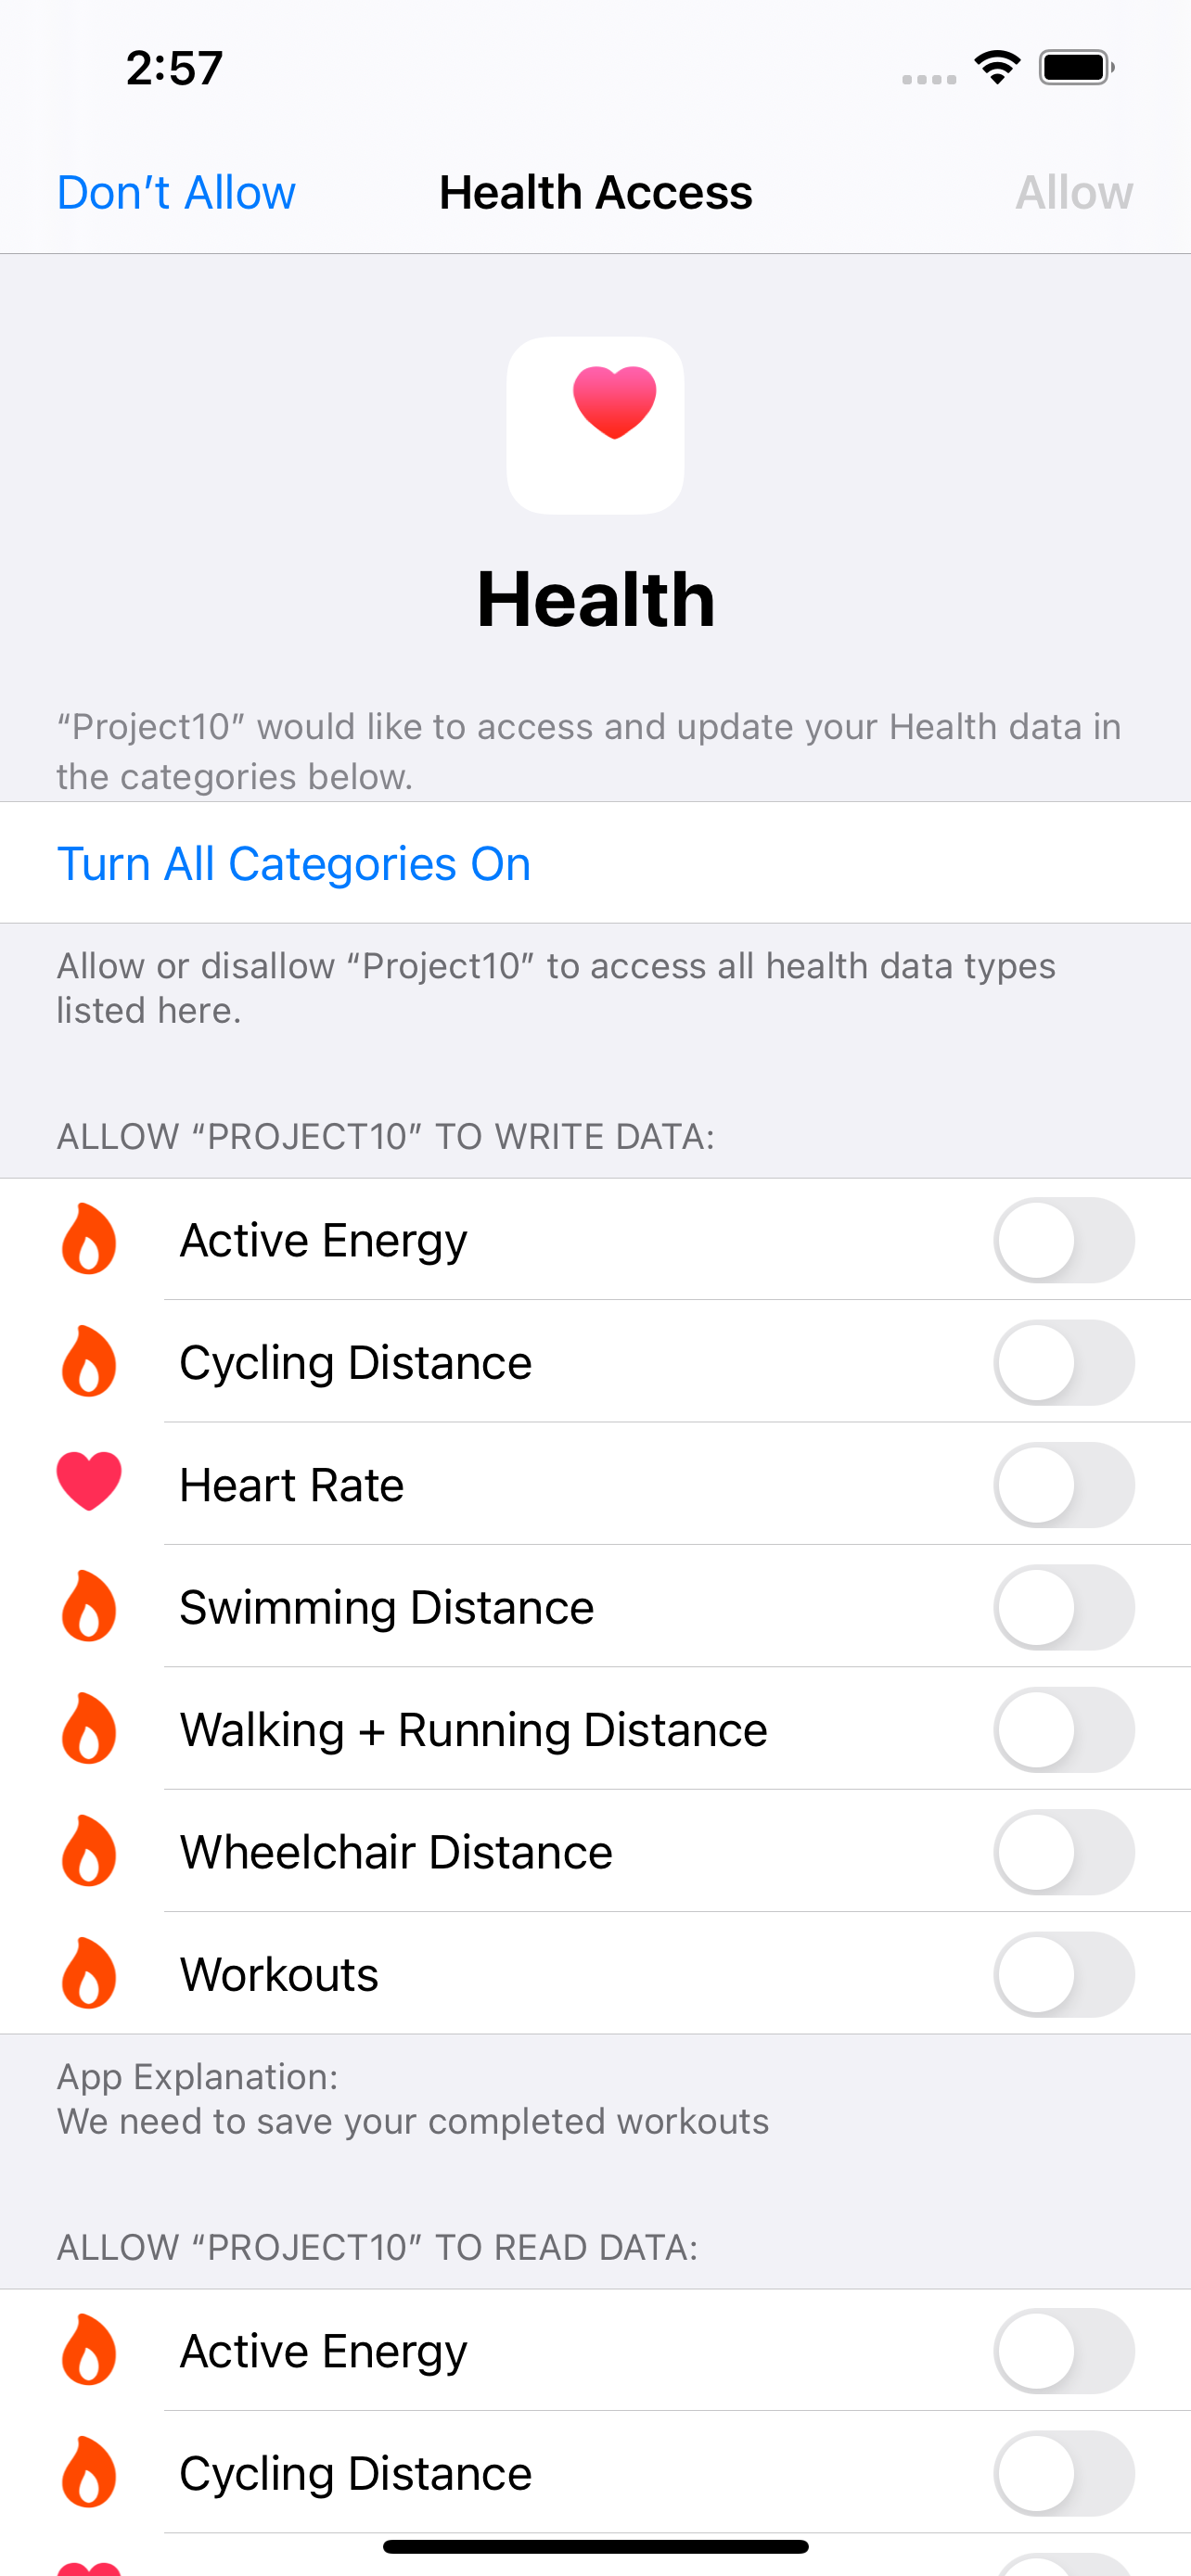 2:57
Don’t Allow
Health Access
Allow
Health
“Project10” would like to access and update your Health data in
the categories below.
Turn All Categories On
Allow or disallow “Project10” to access all health data types
listed here.
ALLOW “PROJECT10” TO WRITE DATA:
Active Energy
Cycling Distance
Heart Rate
Swimming Distance
Walking + Running Distance
Wheelchair Distance
Workouts
App Explanation:
We need to save your completed workouts
ALLOW “PROJECT10” TO READ DATA:
Active Energy
Cycling Distance